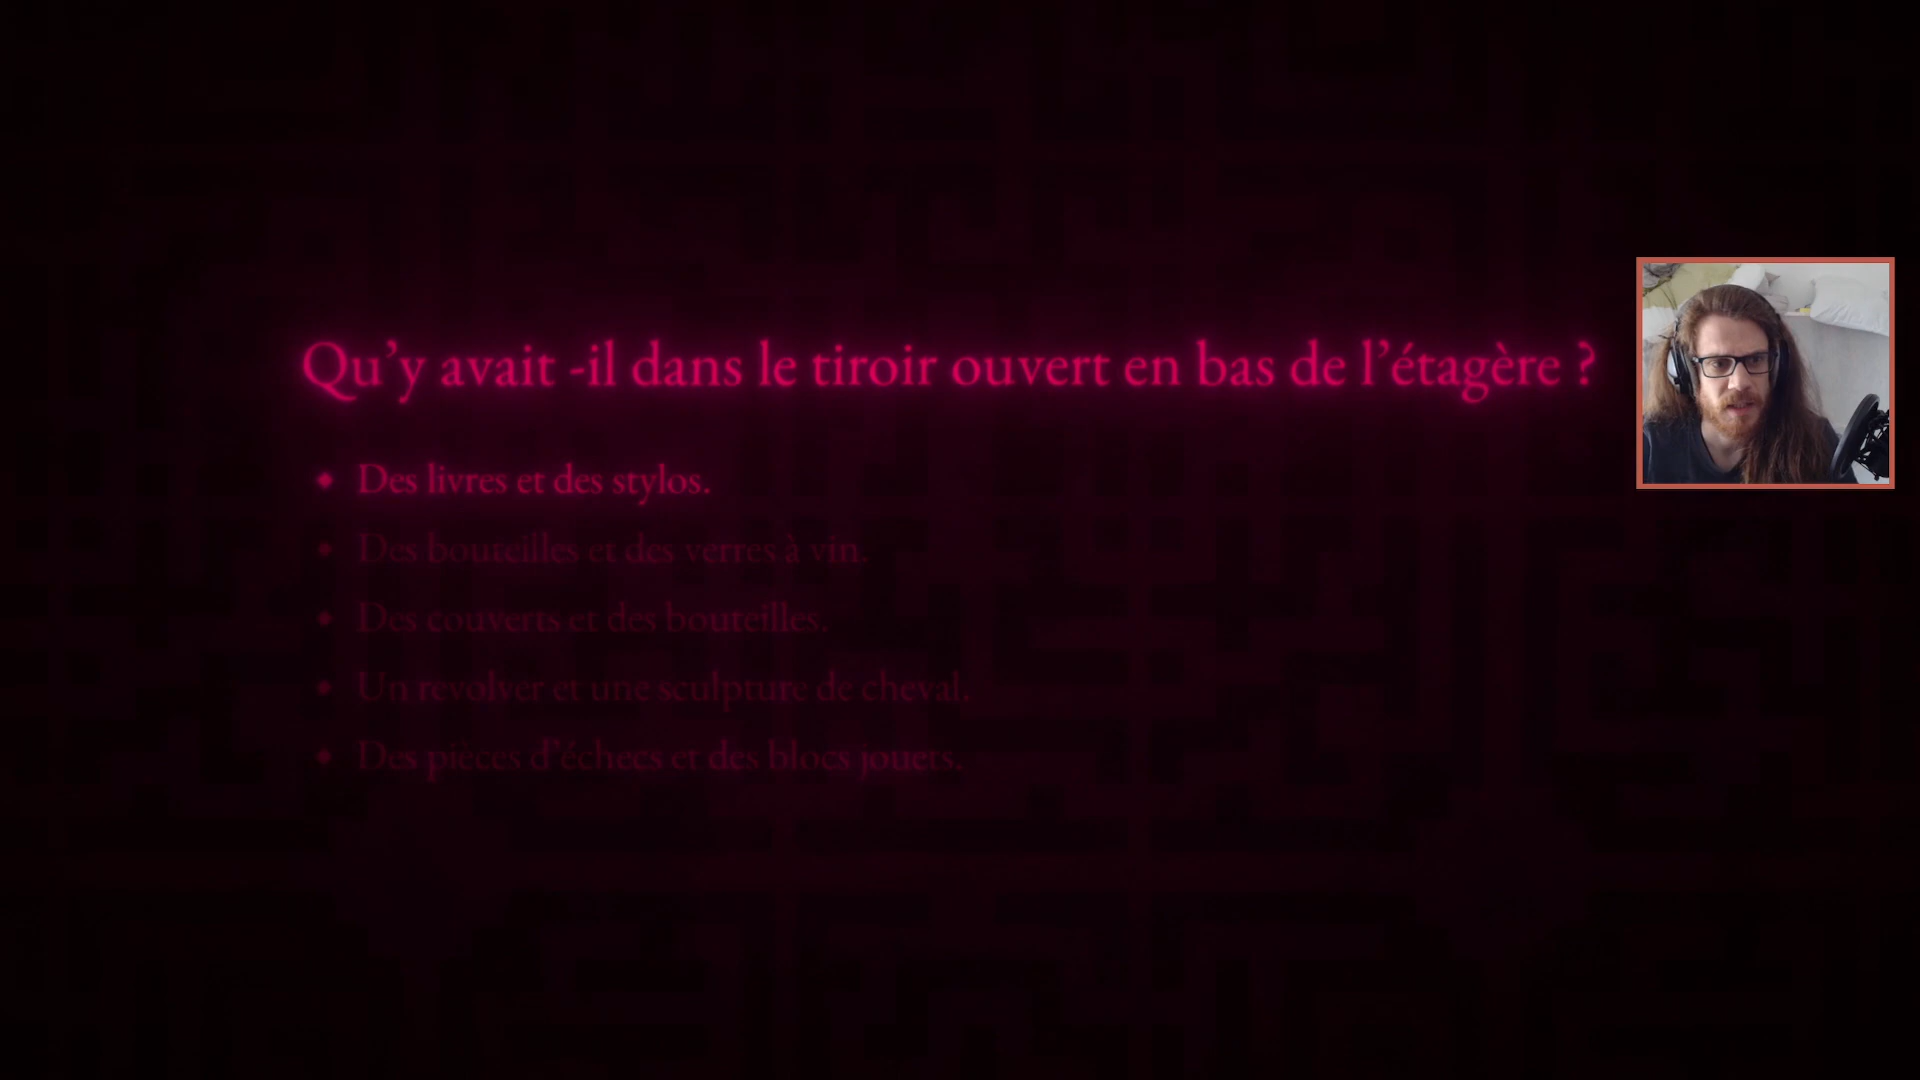 Qu’y avait -il dans le tiroir ouvert en bas de l’étagère ?
Des livres et des stylos.
Des bouteilles et des verres à vin.
Des couverts et des bouteilles.
Un revolver et une sculpture de cheval.
Des pièces d’échecs et des blocs jouets.